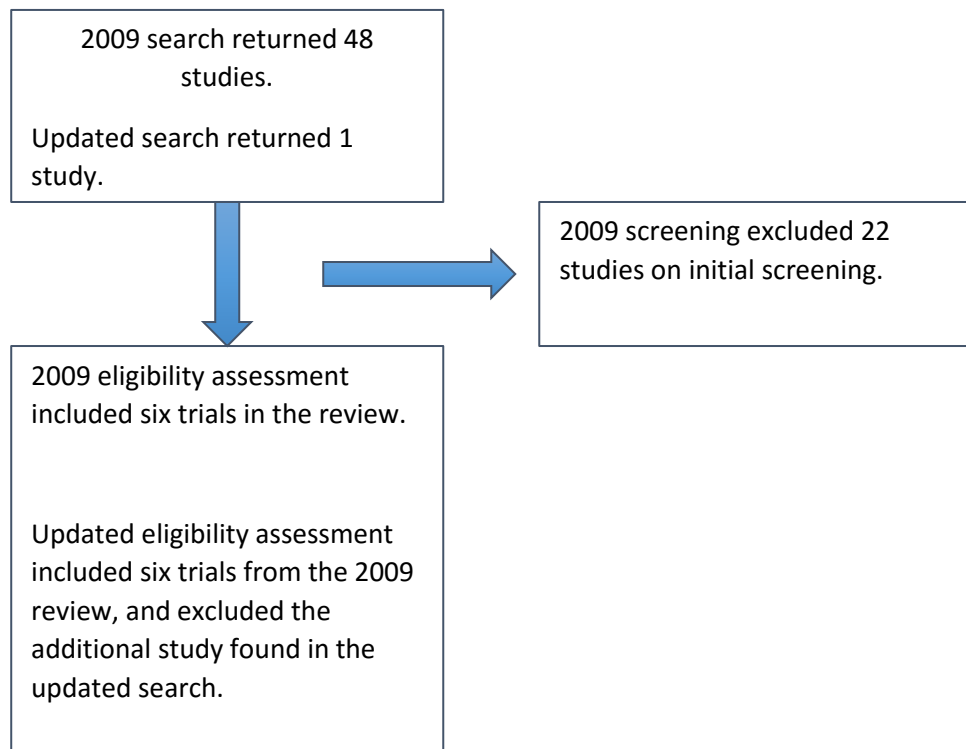 2009 search returned 48
studies.
Updated search returned 1
study.
2009 screening excluded 22
studies on initial screening.
2009 eligibility assessment
included six trials in the review.
Updated eligibility assessment
included six trials from the 2009
review, and excluded the
additional study found in the
updated search.